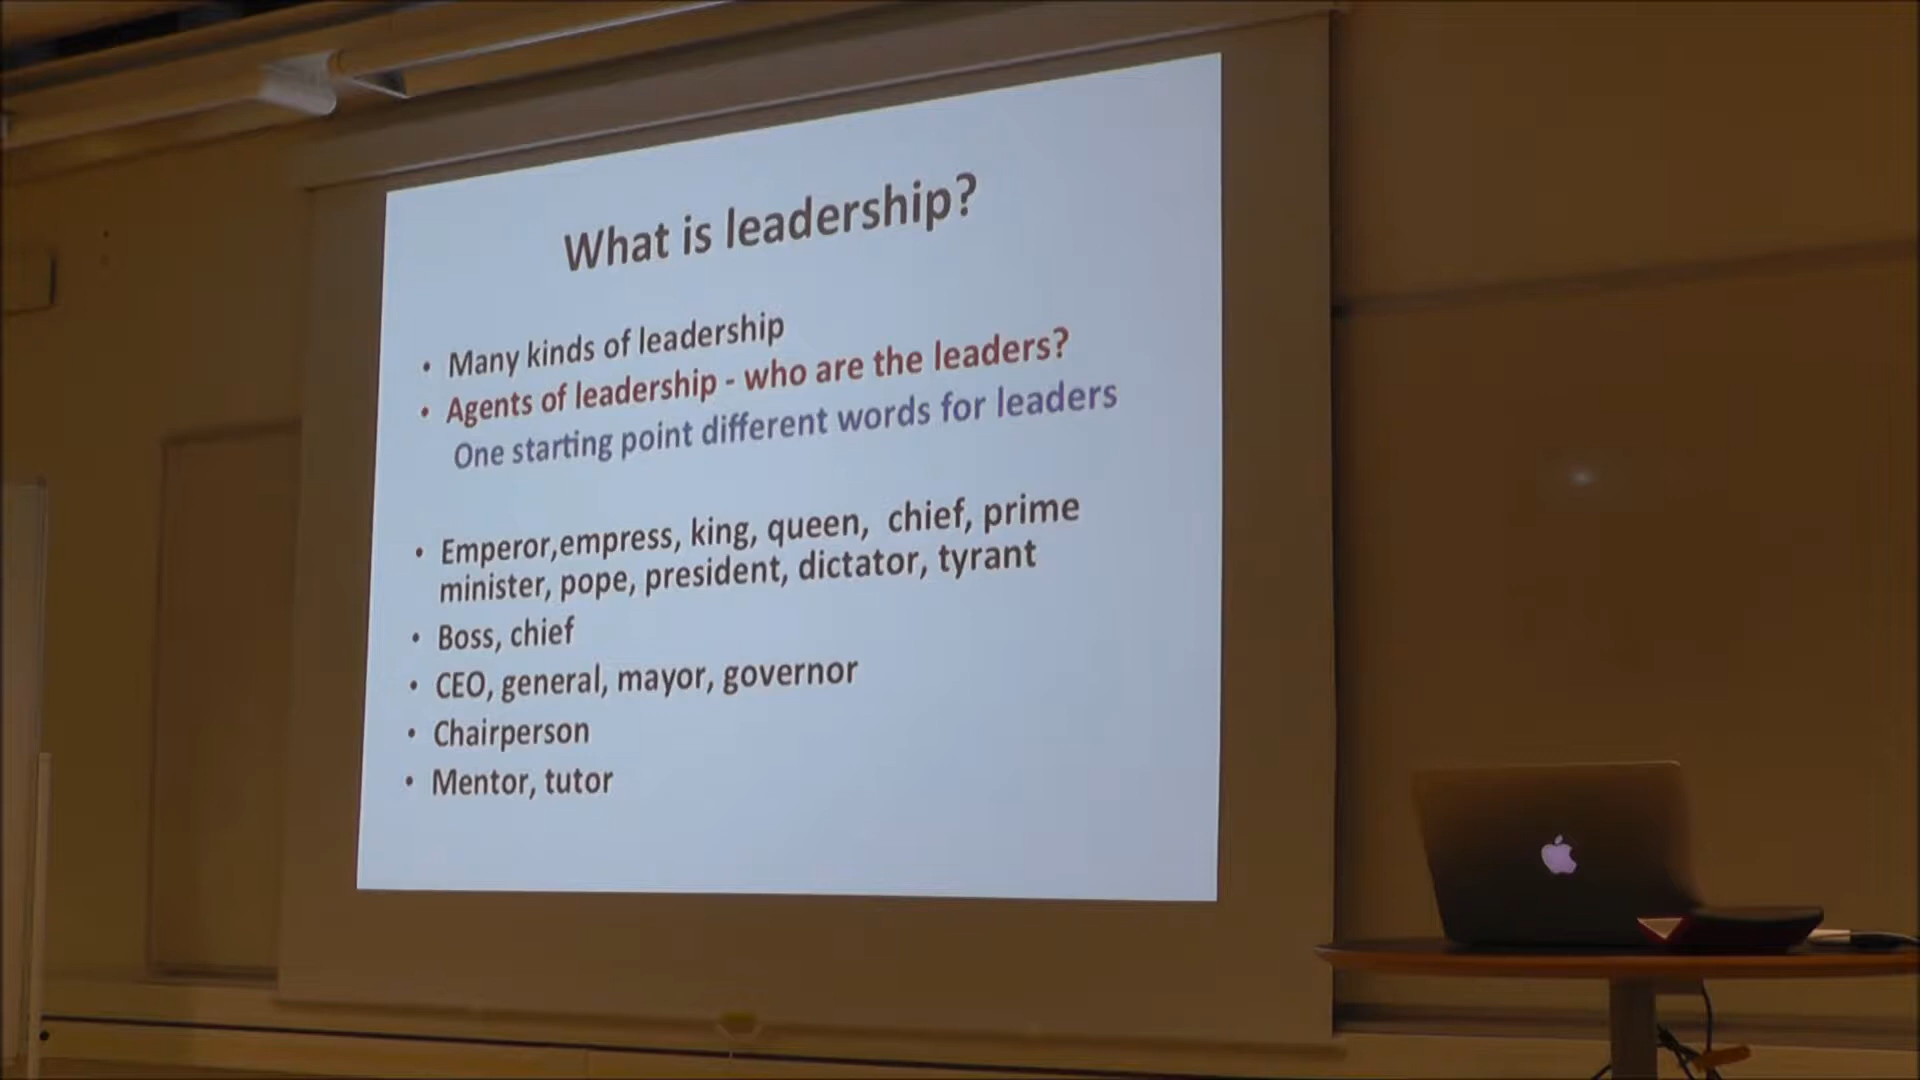 What is leadership?
• Many kinds of leadership
• Agents of leadership - who are the leaders?
One starting point different words for leaders
• Emperor,empress, king, queen, chief, prime
minister, pope, president, dictator, tyrant
• Boss, chief
• CEO, general, mayor, governor
• Chairperson
• Mentor, tutor